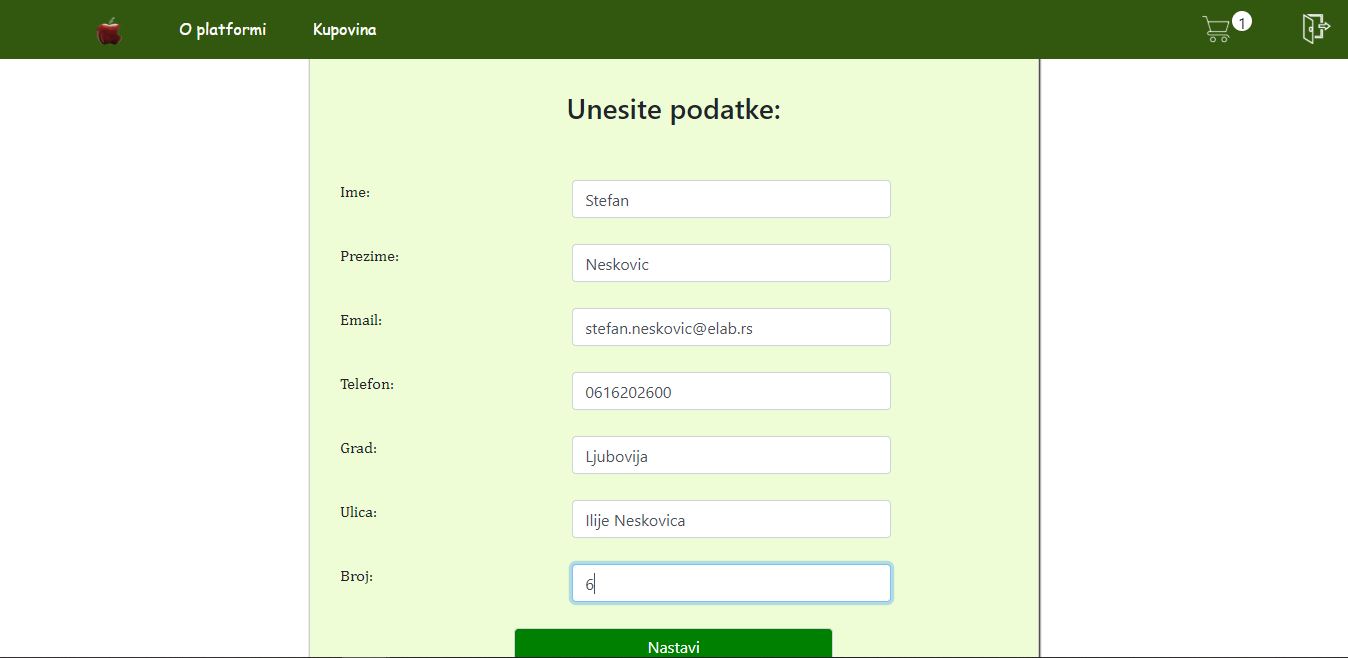 O platformi Kupovina 1
Unesite podatke:
Ime: Stefan
Prezime: Neskovic
Email: stefan.neskovic@elab.rs
Telefon: 0616202600
Grad: Ljubovija
Ulica: Ilije Neskovica
Broj: 6
Nastavi